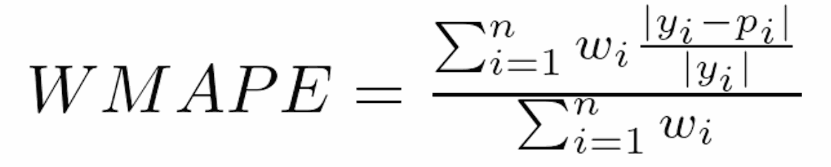 WMAPE = \frac{\sum_{i=1}^{n} w_i \frac{|y_i - p_i|}{|y_i|}}{\sum_{i=1}^{n} w_i}